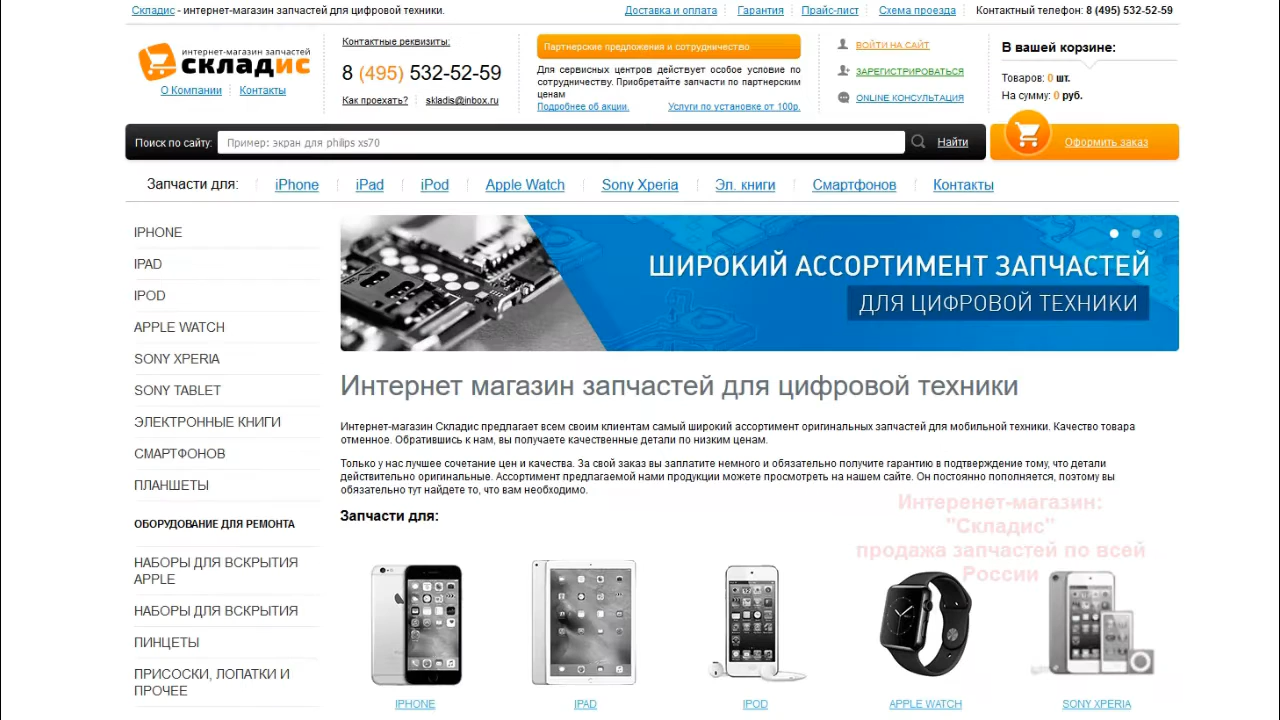 Складис - интернет-магазин запчастей для цифровой техники.
Доставка и оплата
Гарантия
Прайс-лист
Схема проезда
Контактный телефон: 8 (495) 532-52-59
интернет-магазин запчастей
складис
О Компании
Контакты
Контактные реквизиты:
8 (495) 532-52-59
Как проехать?
skladis@inbox.ru
Партнерские предложения и сотрудничество
Для сервисных центров действует особое условие по
сотрудничеству. Приобретайте запчасти по партнерским
ценам
Подробнее об акции.
Услуги по установке от 100р.
ВОЙТИ НА САЙТ
ЗАРЕГИСТРИРОВАТЬСЯ
ONLINE КОНСУЛЬТАЦИЯ
В вашей корзине:
Товаров: 0 шт.
На сумму: 0 руб.
Поиск по сайту:
Пример: экран для philips xs70
Найти
Оформить заказ
Запчасти для:
iPhone
iPad
iPod
Apple Watch
Sony Xperia
Эл. книги
Смартфонов
Контакты
IPHONE
IPAD
IPOD
APPLE WATCH
SONY XPERIA
SONY TABLET
ЭЛЕКТРОННЫЕ КНИГИ
СМАРТФОНОВ
ПЛАНШЕТЫ
ОБОРУДОВАНИЕ ДЛЯ РЕМОНТА
НАБОРЫ ДЛЯ ВСКРЫТИЯ
APPLE
НАБОРЫ ДЛЯ ВСКРЫТИЯ
ПИНЦЕТЫ
ПРИСОСКИ, ЛОПАТКИ И
ПРОЧЕЕ
ШИРОКИЙ АССОРТИМЕНТ ЗАПЧАСТЕЙ
ДЛЯ ЦИФРОВОЙ ТЕХНИКИ
Интернет магазин запчастей для цифровой техники
Интернет-магазин Складис предлагает всем своим клиентам самый широкий ассортимент оригинальных запчастей для мобильной техники. Качество товара
отменное. Обратившись к нам, вы получаете качественные детали по низким ценам.
Только у нас лучшее сочетание цен и качества. За свой заказ вы заплатите немного и обязательно получите гарантию в подтверждение тому, что детали
действительно оригинальные. Ассортимент предлагаемой нами продукции можете просмотреть на нашем сайте. Он постоянно пополняется, поэтому вы
обязательно тут найдете то, что вам необходимо.
Интеренет-магазин:
"Складис"
продажа запчастей по всей
России
Запчасти для:
IPHONE
IPAD
IPOD
APPLE WATCH
SONY XPERIA